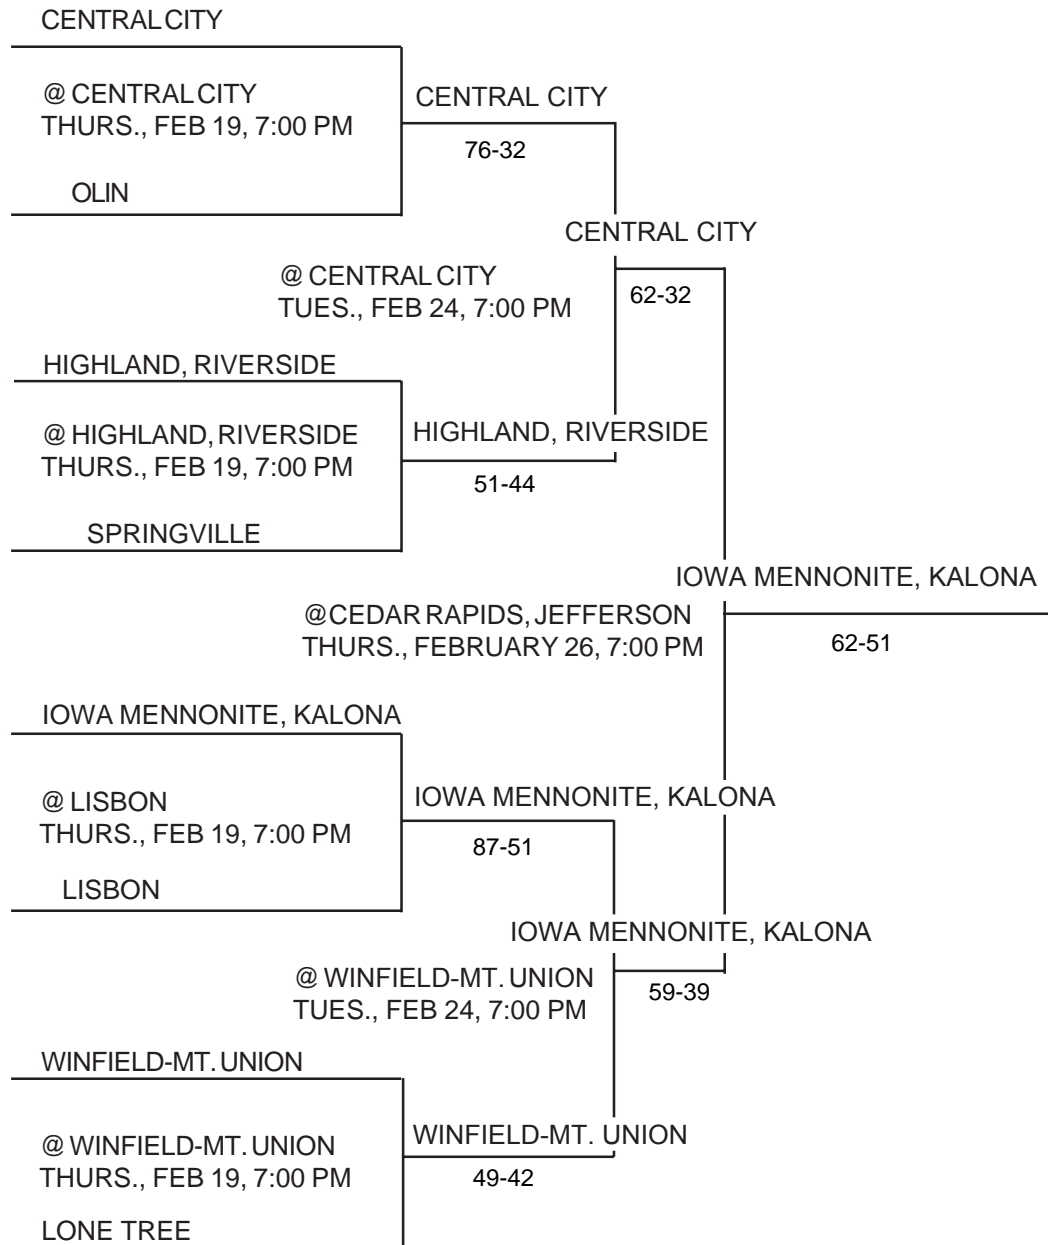 CENTRAL CITY
@ CENTRAL CITY
THURS., FEB 19, 7:00 PM
CENTRAL CITY
76-32
OLIN
CENTRAL CITY
@ CENTRAL CITY
TUES., FEB 24, 7:00 PM
62-32
HIGHLAND, RIVERSIDE
@ HIGHLAND, RIVERSIDE
THURS., FEB 19, 7:00 PM
HIGHLAND, RIVERSIDE
51-44
SPRINGVILLE
IOWA MENNONITE, KALONA
@CEDAR RAPIDS, JEFFERSON
THURS., FEBRUARY 26, 7:00 PM
62-51
IOWA MENNONITE, KALONA
@ LISBON
THURS., FEB 19, 7:00 PM
IOWA MENNONITE, KALONA
87-51
LISBON
IOWA MENNONITE, KALONA
@ WINFIELD-MT. UNION
TUES., FEB 24, 7:00 PM
59-39
WINFIELD-MT. UNION
@ WINFIELD-MT. UNION
THURS., FEB 19, 7:00 PM
WINFIELD-MT. UNION
49-42
LONE TREE